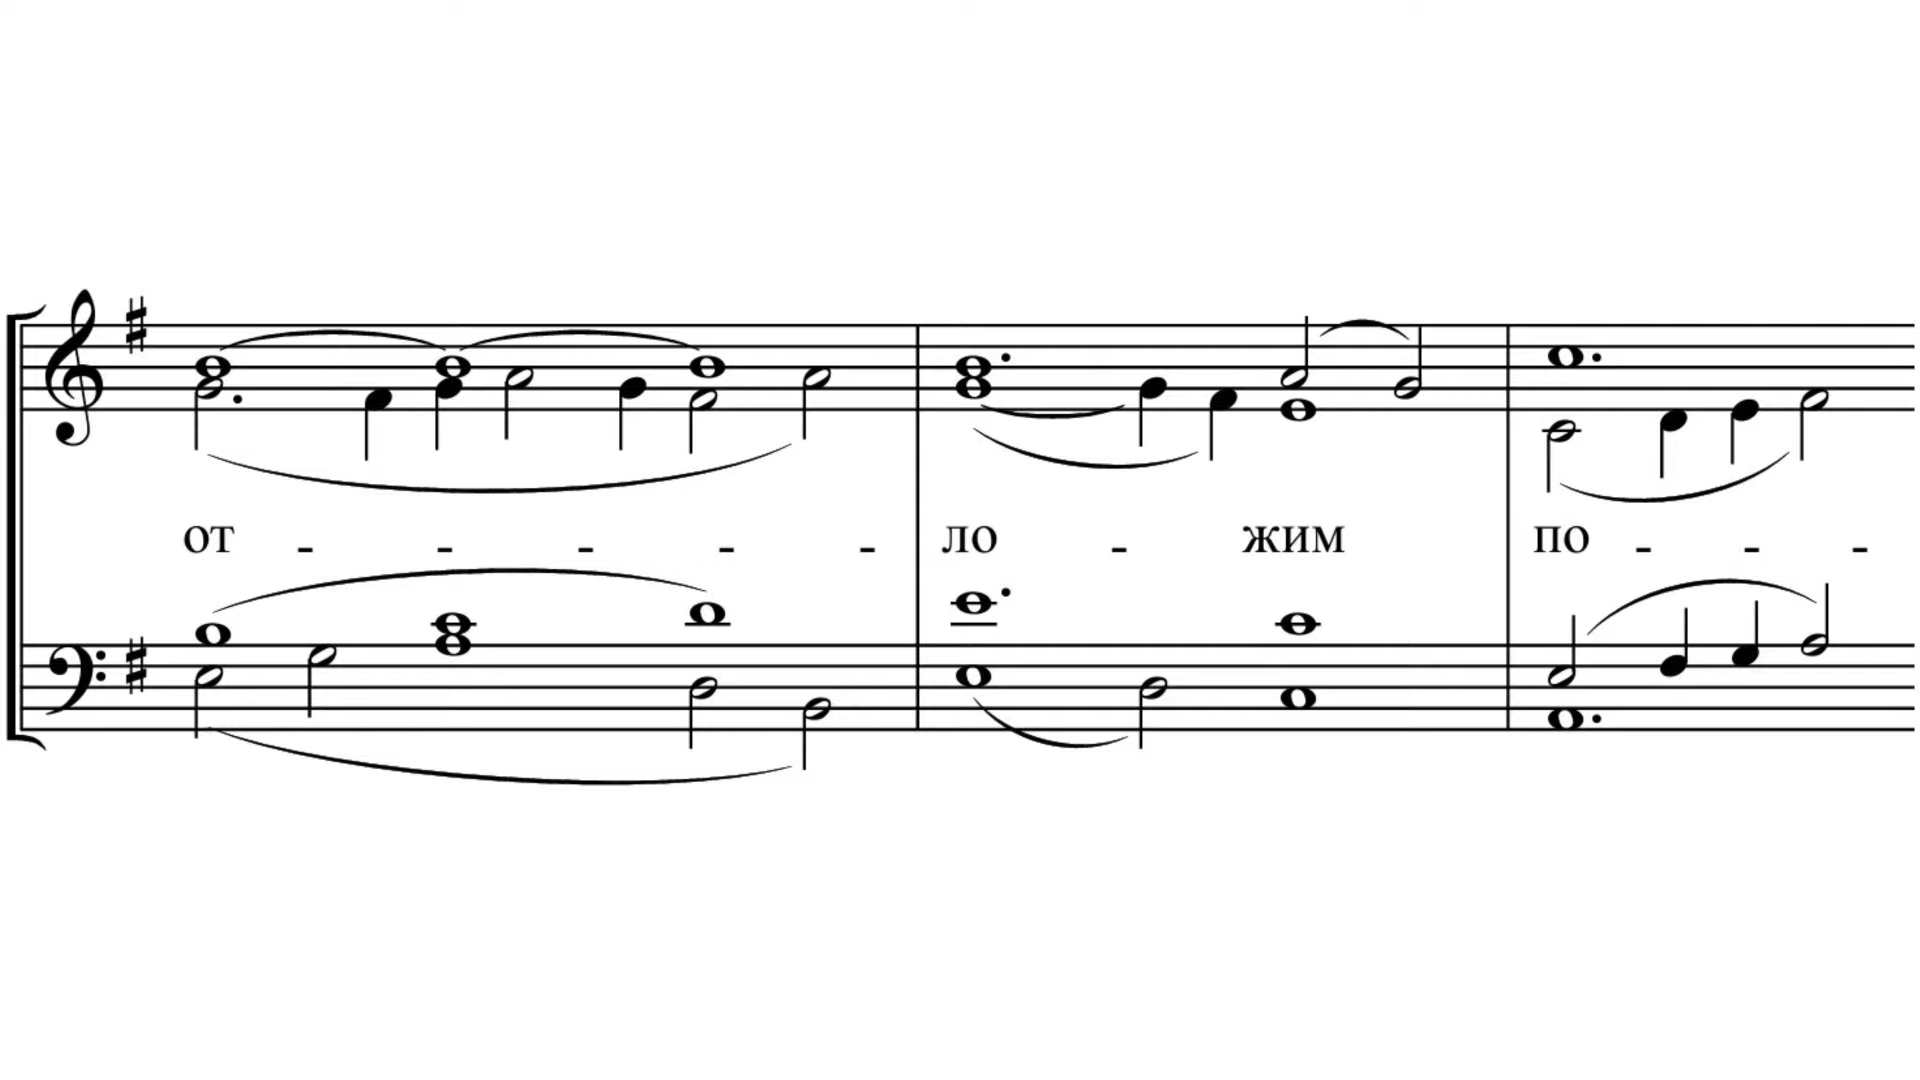 от - - - - - ло - жим по - - -